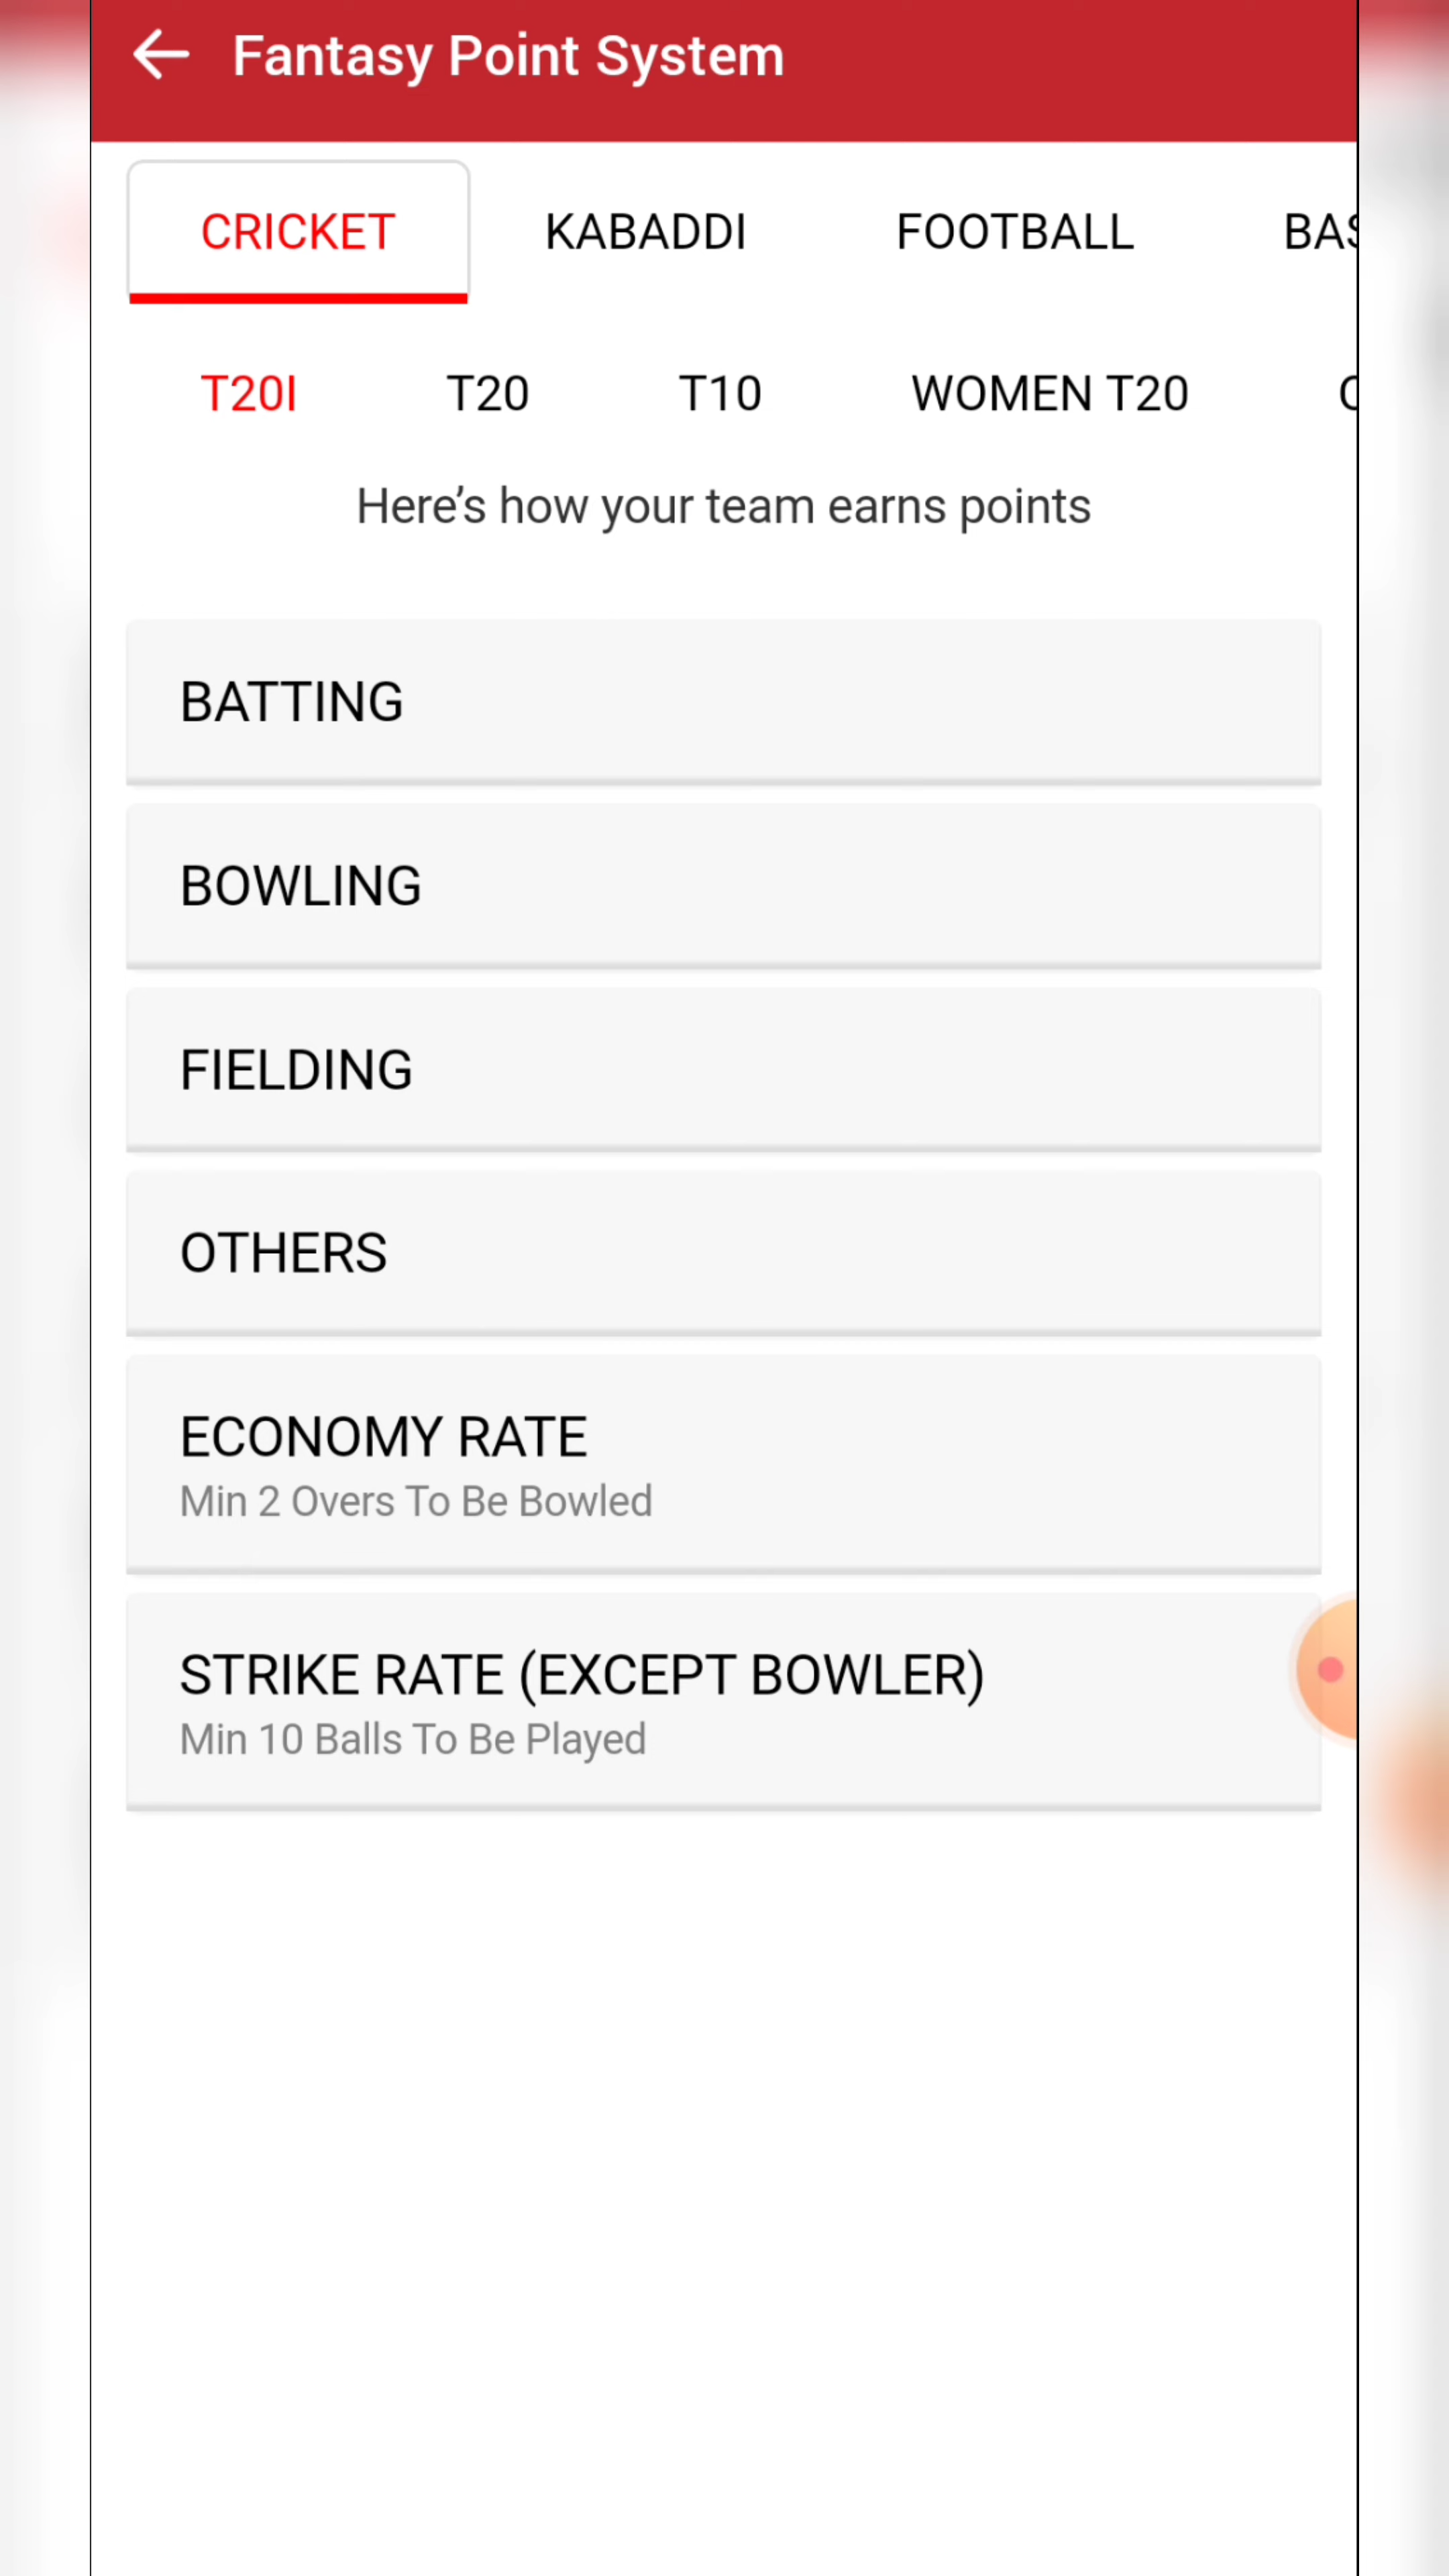 Fantasy Point System
CRICKET KABADDI FOOTBALL
T20I T20 T10 WOMEN T20
Here’s how your team earns points
BATTING
BOWLING
FIELDING
OTHERS
ECONOMY RATE
Min 2 Overs To Be Bowled
STRIKE RATE (EXCEPT BOWLER)
Min 10 Balls To Be Played